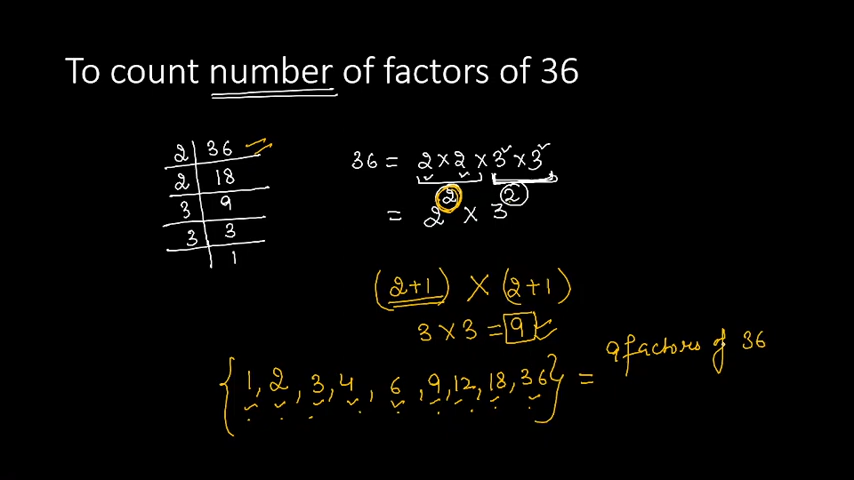 To count number of factors of 36
2 | 36
2 | 18
3 | 9
3 | 3
1
36 = 2 × 2 × 3 × 3
= 2² × 3²
(2+1) × (2+1)
3 × 3 = 9
{1, 2, 3, 4, 6, 9, 12, 18, 36} = 9 factors of 36